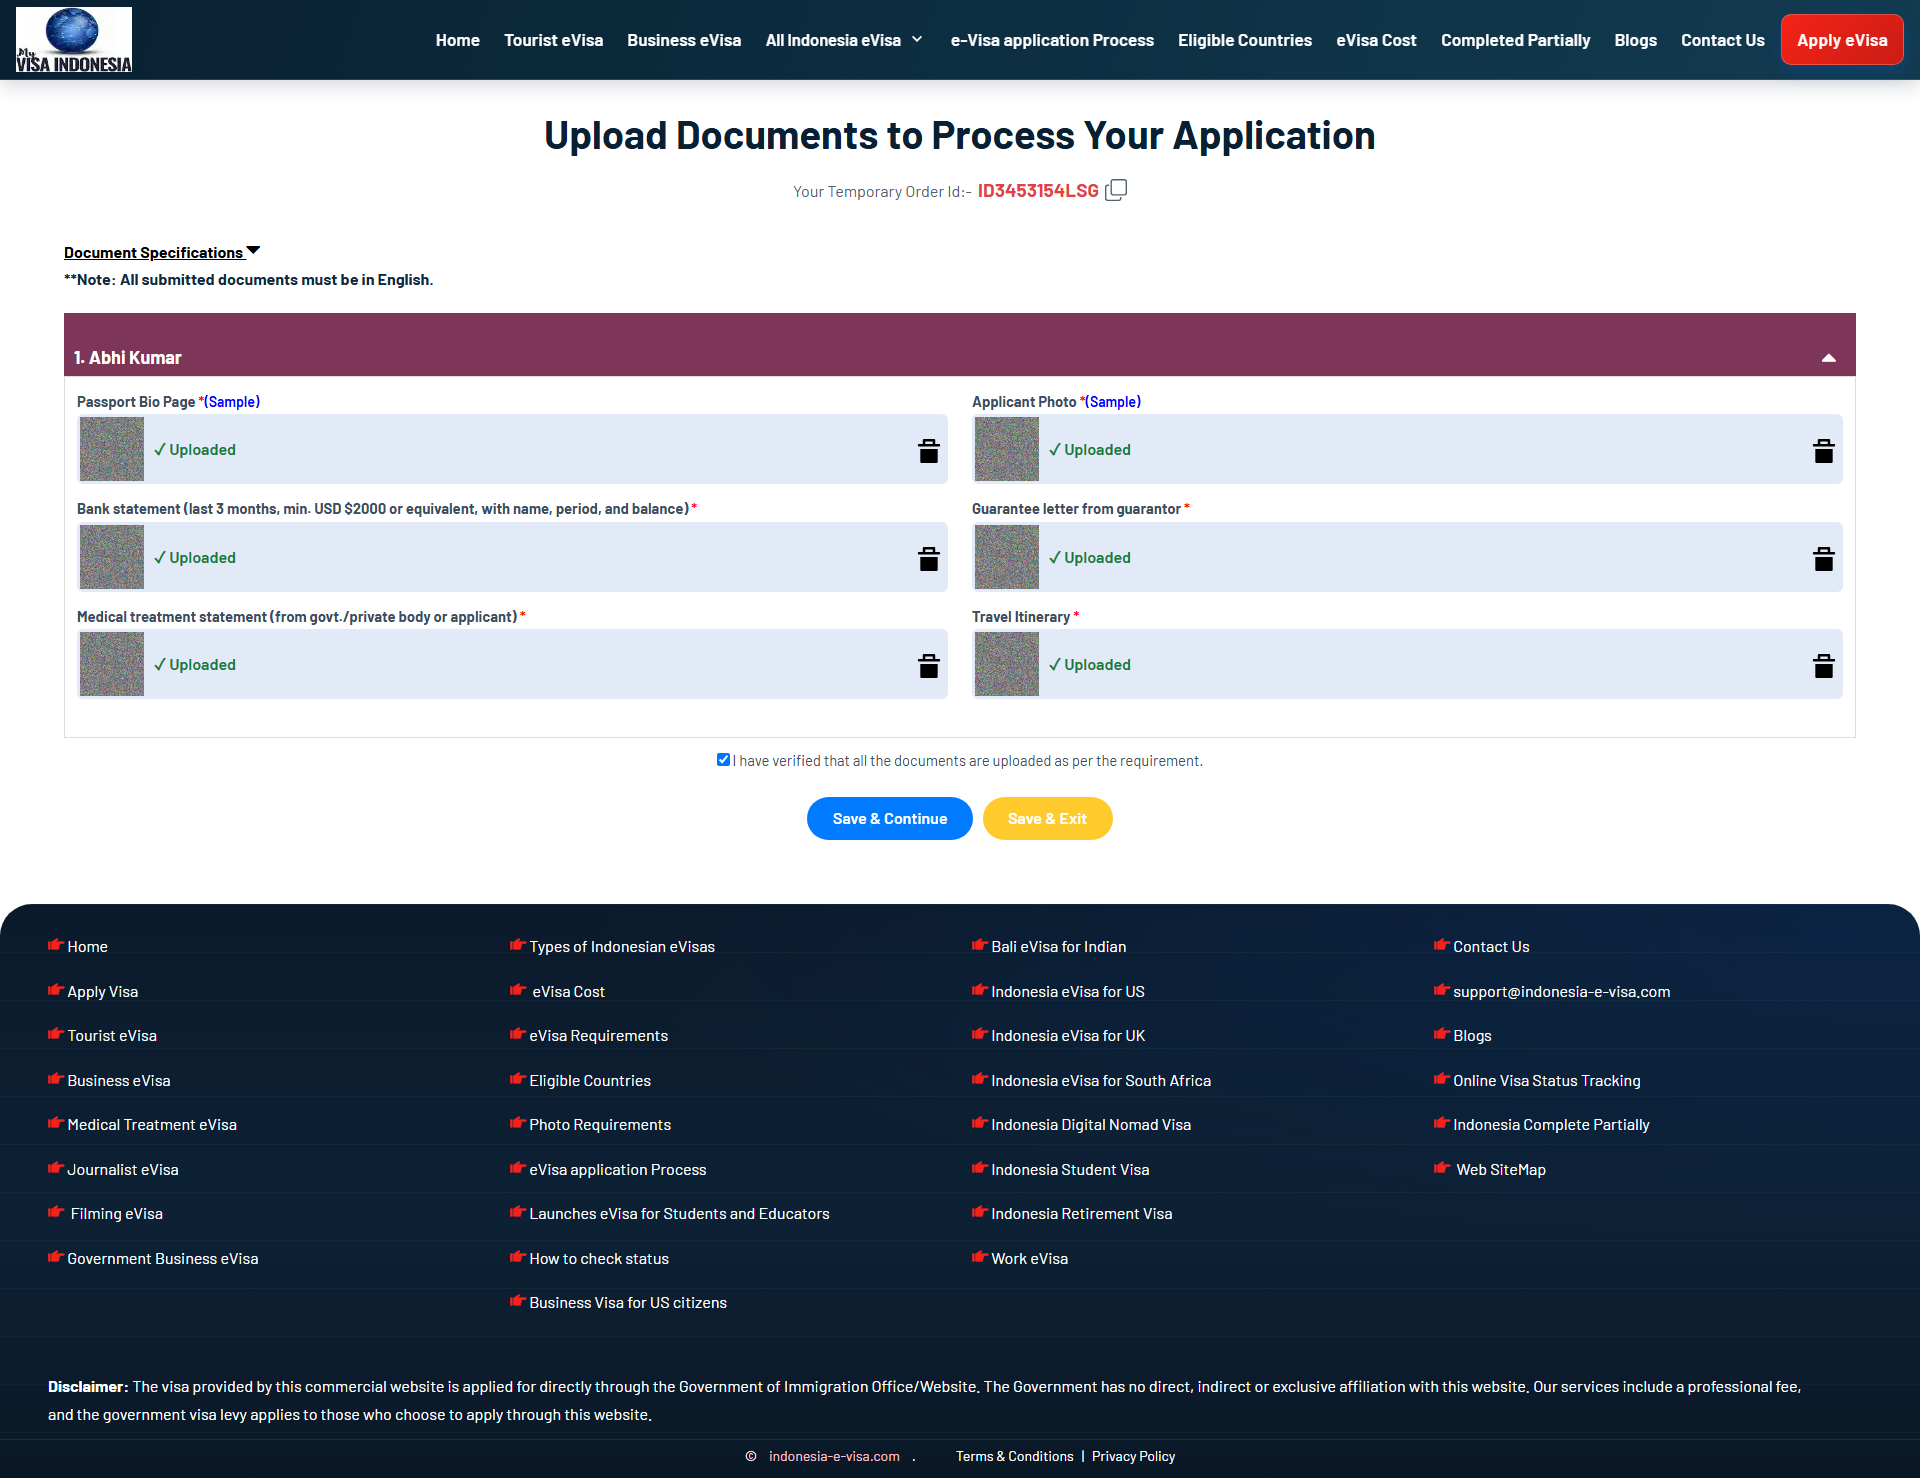 My
VISA INDONESIA
Home
Tourist eVisa
Business eVisa
All Indonesia eVisa
e-Visa application Process
Eligible Countries
eVisa Cost
Completed Partially
Blogs
Contact Us
Apply eVisa
Upload Documents to Process Your Application
Your Temporary Order Id:- ID3453154LSG
Document Specifications
**Note: All submitted documents must be in English.
1. Abhi Kumar
Passport Bio Page *(Sample)
✓ Uploaded
Applicant Photo *(Sample)
✓ Uploaded
Bank statement (last 3 months, min. USD $2000 or equivalent, with name, period, and balance) *
✓ Uploaded
Guarantee letter from guarantor *
✓ Uploaded
Medical treatment statement (from govt./private body or applicant) *
✓ Uploaded
Travel Itinerary *
✓ Uploaded
I have verified that all the documents are uploaded as per the requirement.
Save & Continue
Save & Exit
Home
Apply Visa
Tourist eVisa
Business eVisa
Medical Treatment eVisa
Journalist eVisa
Filming eVisa
Government Business eVisa
Types of Indonesian eVisas
eVisa Cost
eVisa Requirements
Eligible Countries
Photo Requirements
eVisa application Process
Launches eVisa for Students and Educators
How to check status
Business Visa for US citizens
Bali eVisa for Indian
Indonesia eVisa for US
Indonesia eVisa for UK
Indonesia eVisa for South Africa
Indonesia Digital Nomad Visa
Indonesia Student Visa
Indonesia Retirement Visa
Work eVisa
Contact Us
support@indonesia-e-visa.com
Blogs
Online Visa Status Tracking
Indonesia Complete Partially
Web SiteMap
Disclaimer: The visa provided by this commercial website is applied for directly through the Government of Immigration Office/Website. The Government has no direct, indirect or exclusive affiliation with this website. Our services include a professional fee,
and the government visa levy applies to those who choose to apply through this website.
© indonesia-e-visa.com . Terms & Conditions | Privacy Policy